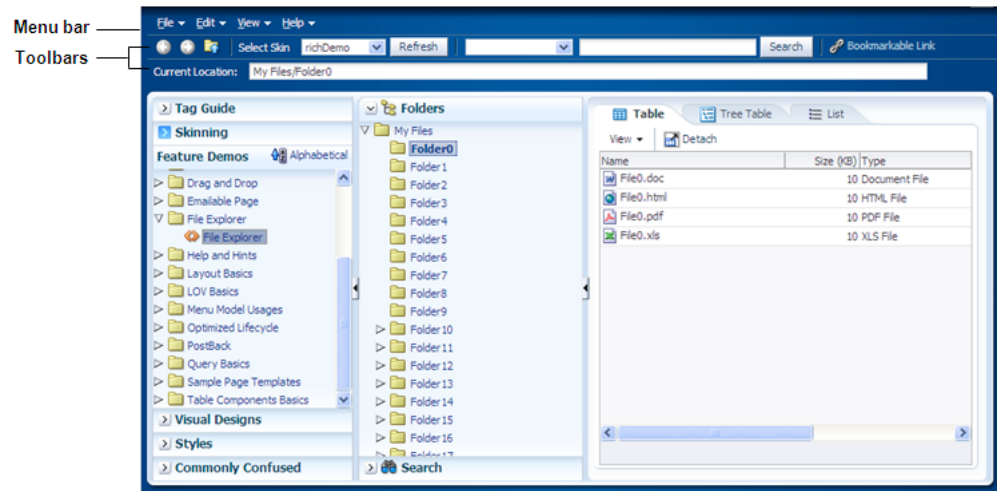 Menu bar
File Edit View Help
Toolbars
Select Skin richDemo Refresh Search Bookmarkable Link
Current Location: My Files/Folder0
Tag Guide
Skinning
Feature Demos Alphabetical
Drag and Drop
Emailable Page
File Explorer
File Explorer
Help and Hints
Layout Basics
LOV Basics
Menu Model Usages
Optimized Lifecycle
PostBack
Query Basics
Sample Page Templates
Table Components Basics
Visual Designs
Styles
Commonly Confused
Folders
My Files
Folder0
Folder1
Folder2
Folder3
Folder4
Folder5
Folder6
Folder7
Folder8
Folder9
Folder10
Folder11
Folder12
Folder13
Folder14
Folder15
Folder16
Folder17
Search
Table Tree Table List
View Detach
Name Size (KB) Type
File0.doc 10 Document File
File0.html 10 HTML File
File0.pdf 10 PDF File
File0.xls 10 XLS File